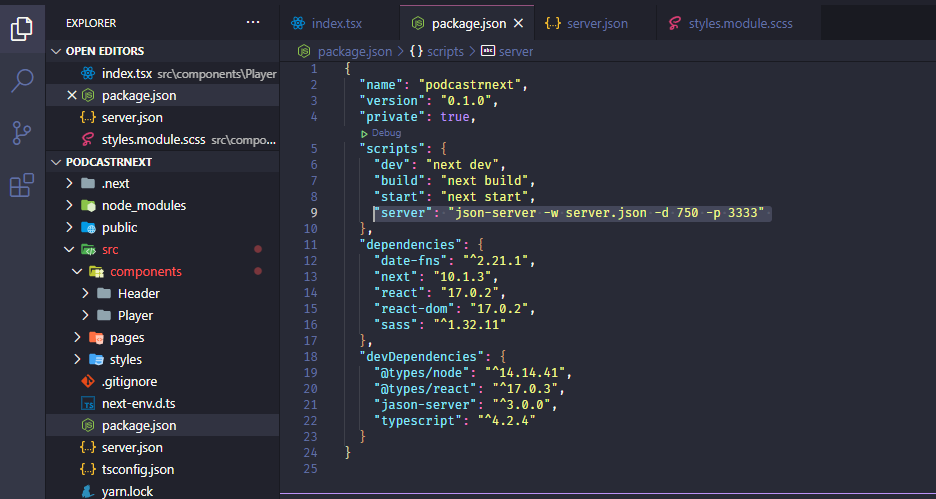 EXPLORER
OPEN EDITORS
index.tsx src\components\Player
package.json
server.json
styles.module.scss src\compo...
PODCASTRNEXT
.next
node_modules
public
src
components
Header
Player
pages
styles
.gitignore
next-env.d.ts
package.json
server.json
tsconfig.json
yarn.lock
index.tsx package.json server.json styles.module.scss
package.json > {} scripts > abc server
1 {
2 "name": "podcastrnext",
3 "version": "0.1.0",
4 "private": true,
Debug
5 "scripts": {
6 "dev": "next dev",
7 "build": "next build",
8 "start": "next start",
9 "server": "json-server -w server.json -d 750 -p 3333"
10 },
11 "dependencies": {
12 "date-fns": "^2.21.1",
13 "next": "10.1.3",
14 "react": "17.0.2",
15 "react-dom": "17.0.2",
16 "sass": "^1.32.11"
17 },
18 "devDependencies": {
19 "@types/node": "^14.14.41",
20 "@types/react": "^17.0.3",
21 "jason-server": "^3.0.0",
22 "typescript": "^4.2.4"
23 }
24 }
25